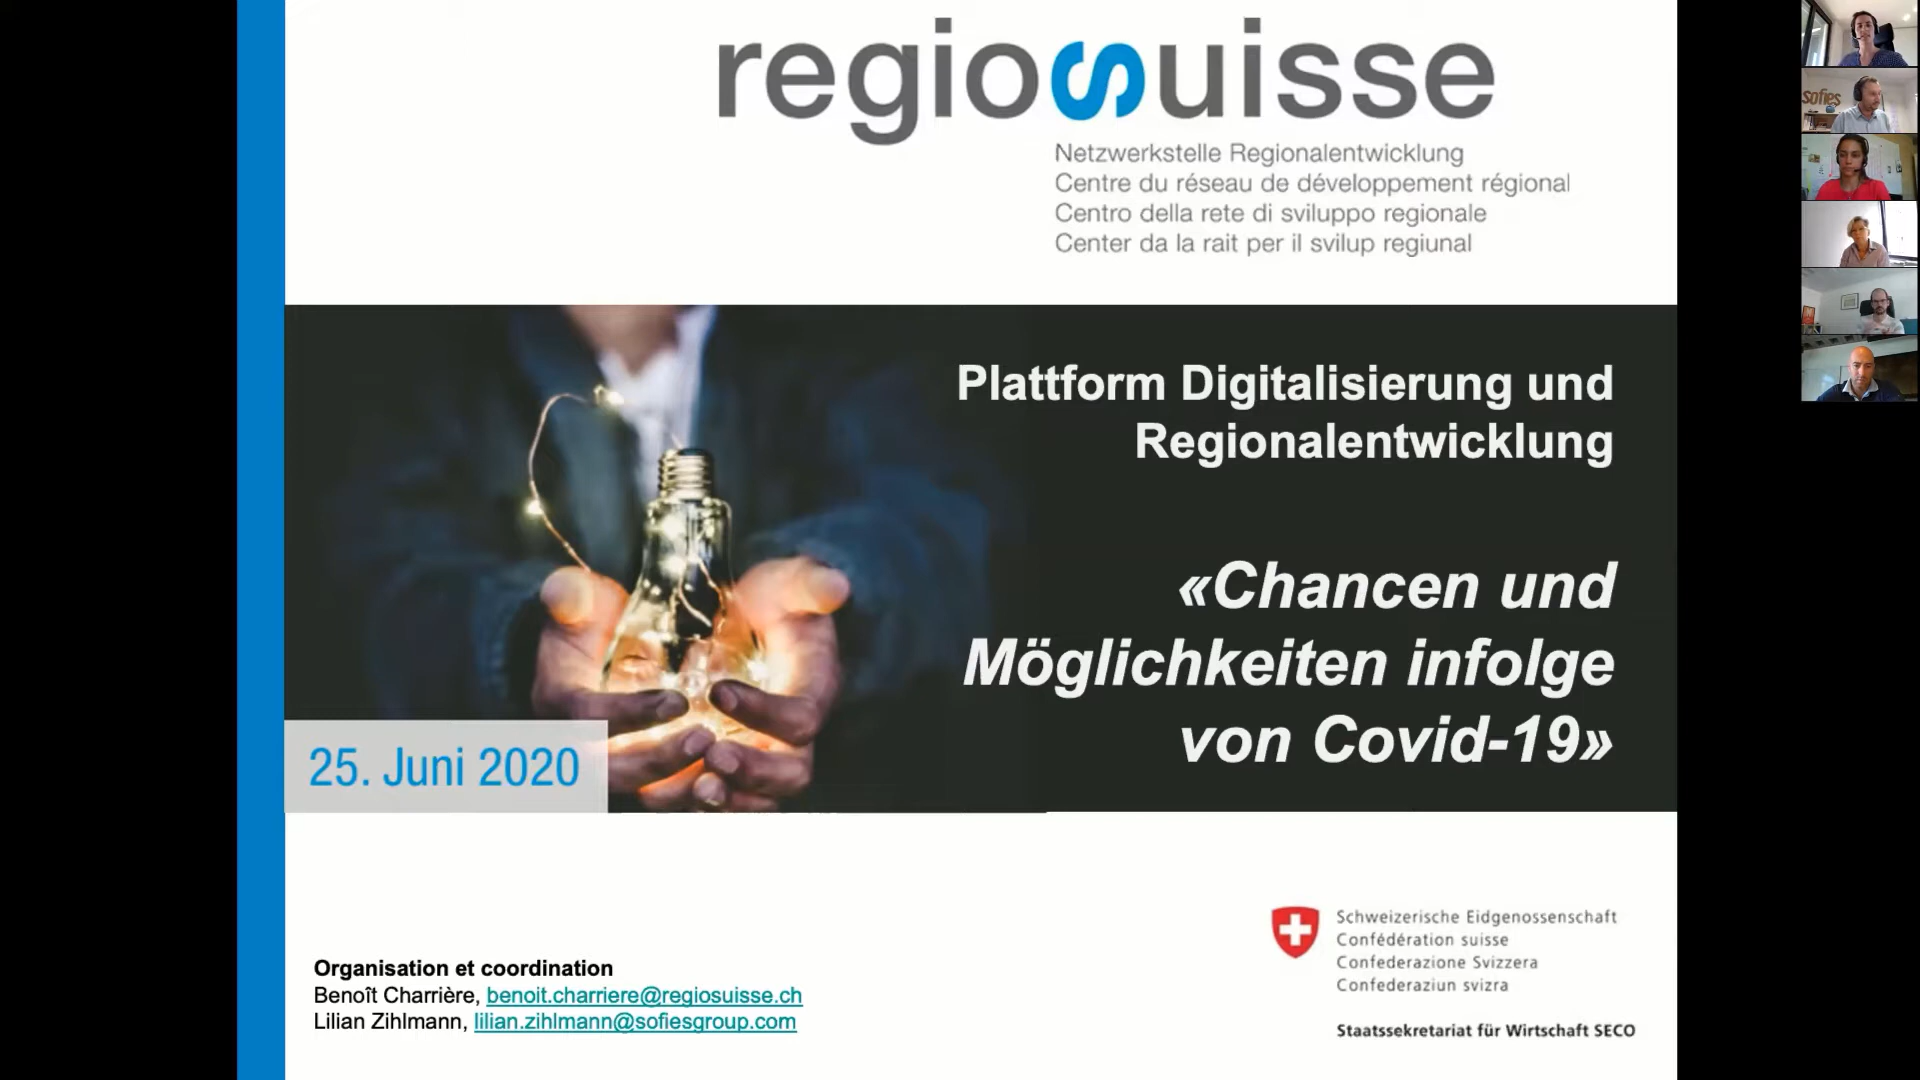 regiosuisse
Netzwerkstelle Regionalentwicklung
Centre du réseau de développement régional
Centro della rete di sviluppo regionale
Center da la rait per il svilup regiunal
sofies
Plattform Digitalisierung und
Regionalentwicklung
«Chancen und
Möglichkeiten infolge
von Covid-19»
25. Juni 2020
Organisation et coordination
Benoît Charrière, benoit.charriere@regiosuisse.ch
Lilian Zihlmann, lilian.zihlmann@sofiesgroup.com
Schweizerische Eidgenossenschaft
Confédération suisse
Confederazione Svizzera
Confederaziun svizra
Staatssekretariat für Wirtschaft SECO